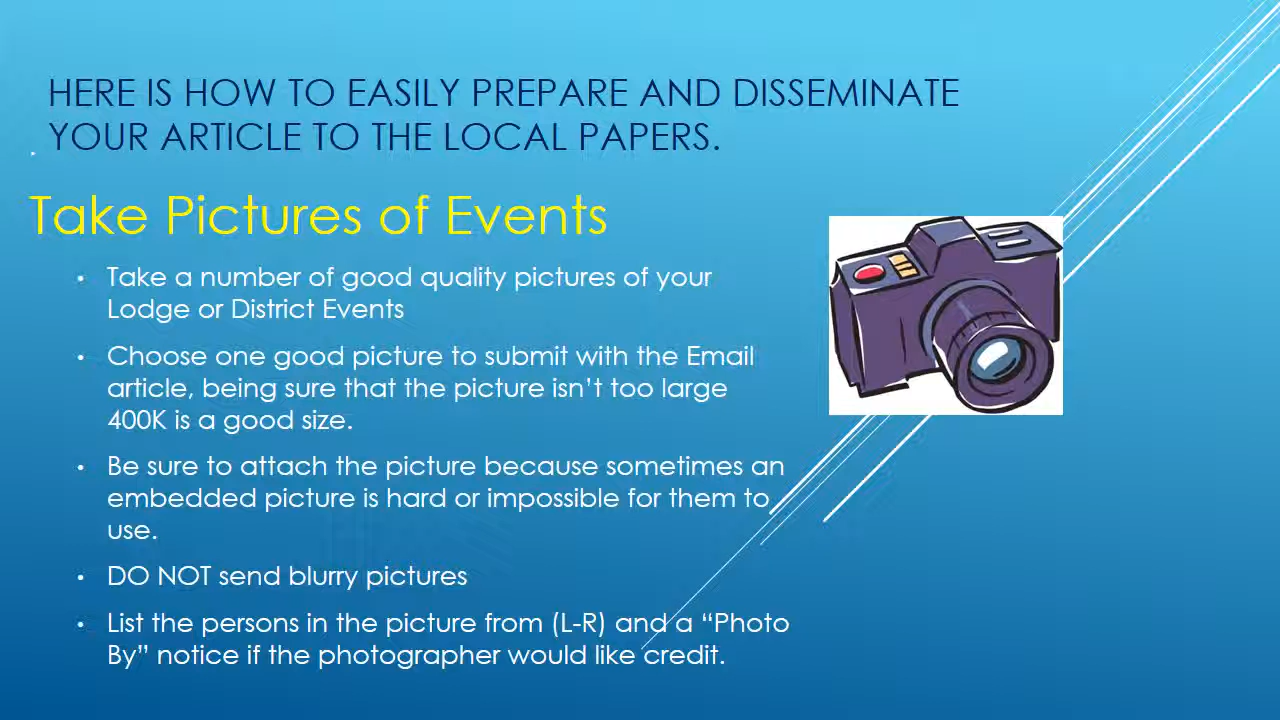 HERE IS HOW TO EASILY PREPARE AND DISSEMINATE
YOUR ARTICLE TO THE LOCAL PAPERS.
.
Take Pictures of Events
• Take a number of good quality pictures of your
Lodge or District Events
• Choose one good picture to submit with the Email
article, being sure that the picture isn’t too large
400K is a good size.
• Be sure to attach the picture because sometimes an
embedded picture is hard or impossible for them to
use.
• DO NOT send blurry pictures
• List the persons in the picture from (L-R) and a “Photo
By” notice if the photographer would like credit.